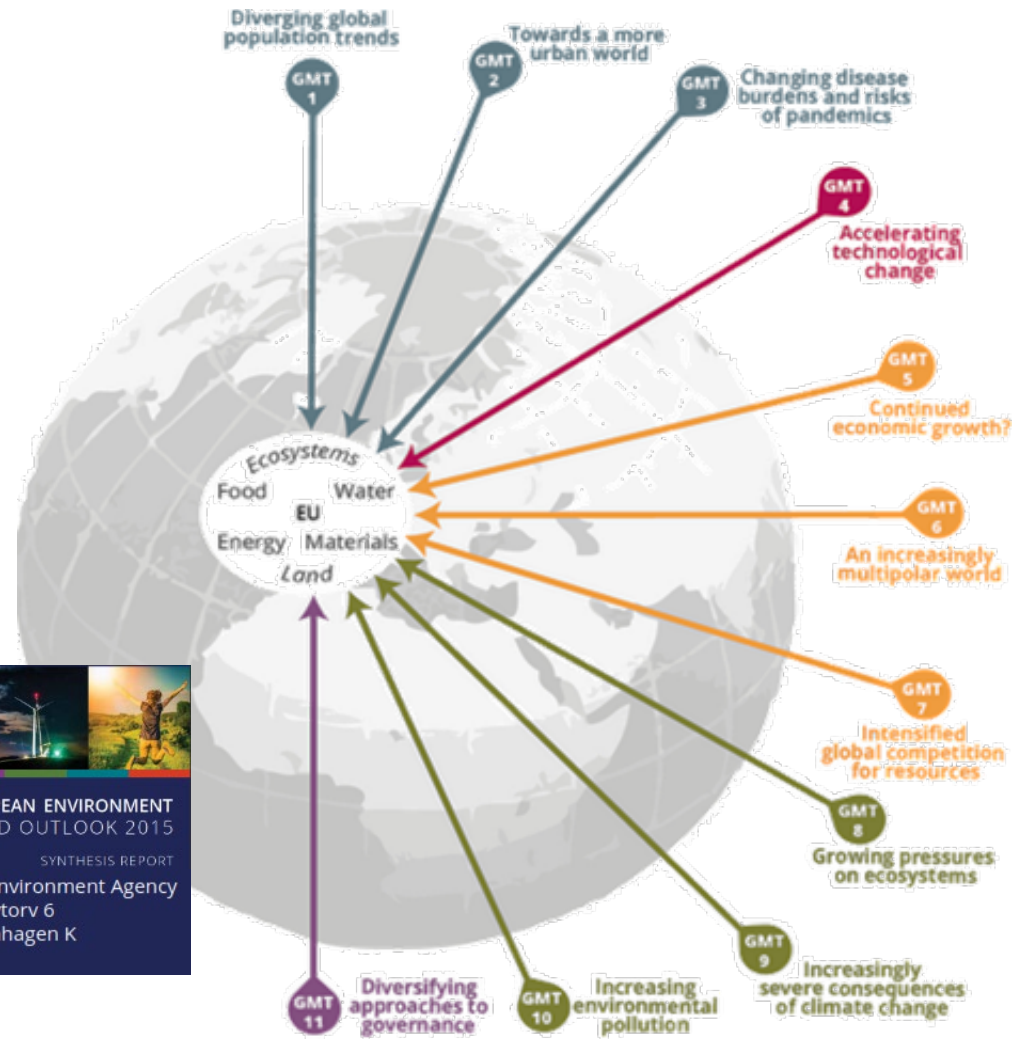 Diverging global
population trends
GMT
1
Towards a more
urban world
GMT
2
Changing disease
burdens and risks
of pandemics
GMT
3
GMT
4
Accelerating
technological
change
GMT
5
Continued
economic growth?
GMT
6
An increasingly
multipolar world
GMT
7
Intensified
global competition
for resources
GMT
8
Growing pressures
on ecosystems
GMT
9
Increasingly
severe consequences
of climate change
GMT
10
Increasing
environmental
pollution
GMT
11
Diversifying
approaches to
governance
Ecosystems
Food Water
EU
Energy Materials
Land
EAN ENVIRONMENT
D OUTLOOK 2015
SYNTHESIS REPORT
nvironment Agency
torv 6
hagen K